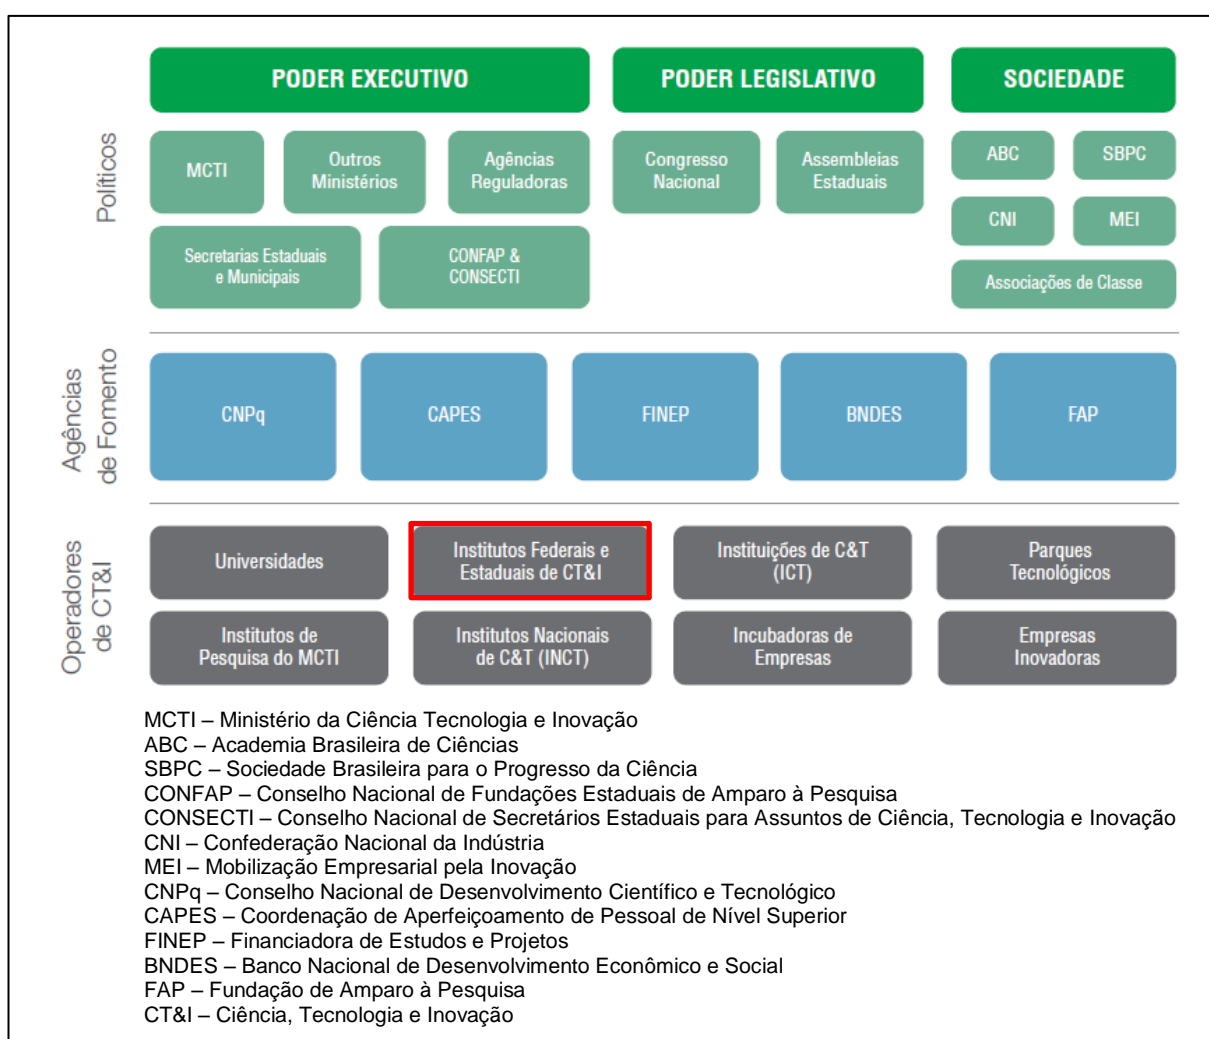 PODER EXECUTIVO
PODER LEGISLATIVO
SOCIEDADE
Políticos
MCTI
Outros
Ministérios
Agências
Reguladoras
Congresso
Nacional
Assembleias
Estaduais
ABC
SBPC
CNI
MEI
Secretarias Estaduais
e Municipais
CONFAP &
CONSECTI
Associações de Classe
Agências
de Fomento
CNPq
CAPES
FINEP
BNDES
FAP
Operadores
de CT&I
Universidades
Institutos Federais e
Estaduais de CT&I
Instituições de C&T
(ICT)
Parques
Tecnológicos
Institutos de
Pesquisa do MCTI
Institutos Nacionais
de C&T (INCT)
Incubadoras de
Empresas
Empresas
Inovadoras
MCTI – Ministério da Ciência Tecnologia e Inovação
ABC – Academia Brasileira de Ciências
SBPC – Sociedade Brasileira para o Progresso da Ciência
CONFAP – Conselho Nacional de Fundações Estaduais de Amparo à Pesquisa
CONSECTI – Conselho Nacional de Secretários Estaduais para Assuntos de Ciência, Tecnologia e Inovação
CNI – Confederação Nacional da Indústria
MEI – Mobilização Empresarial pela Inovação
CNPq – Conselho Nacional de Desenvolvimento Científico e Tecnológico
CAPES – Coordenação de Aperfeiçoamento de Pessoal de Nível Superior
FINEP – Financiadora de Estudos e Projetos
BNDES – Banco Nacional de Desenvolvimento Econômico e Social
FAP – Fundação de Amparo à Pesquisa
CT&I – Ciência, Tecnologia e Inovação